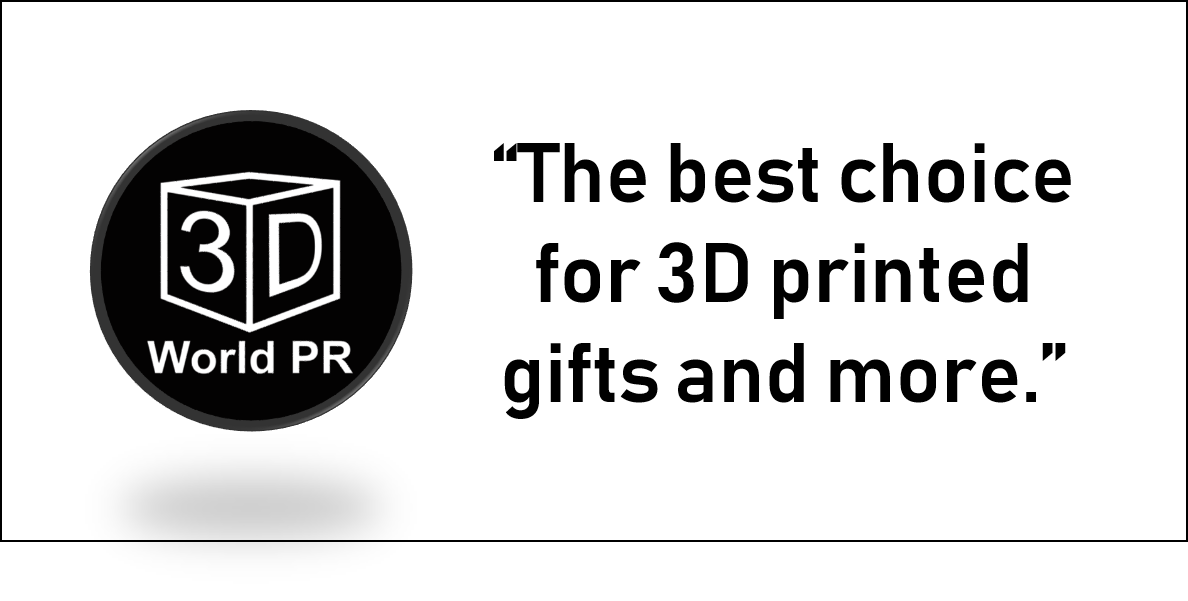 3D
World PR
“The best choice
for 3D printed
gifts and more.”